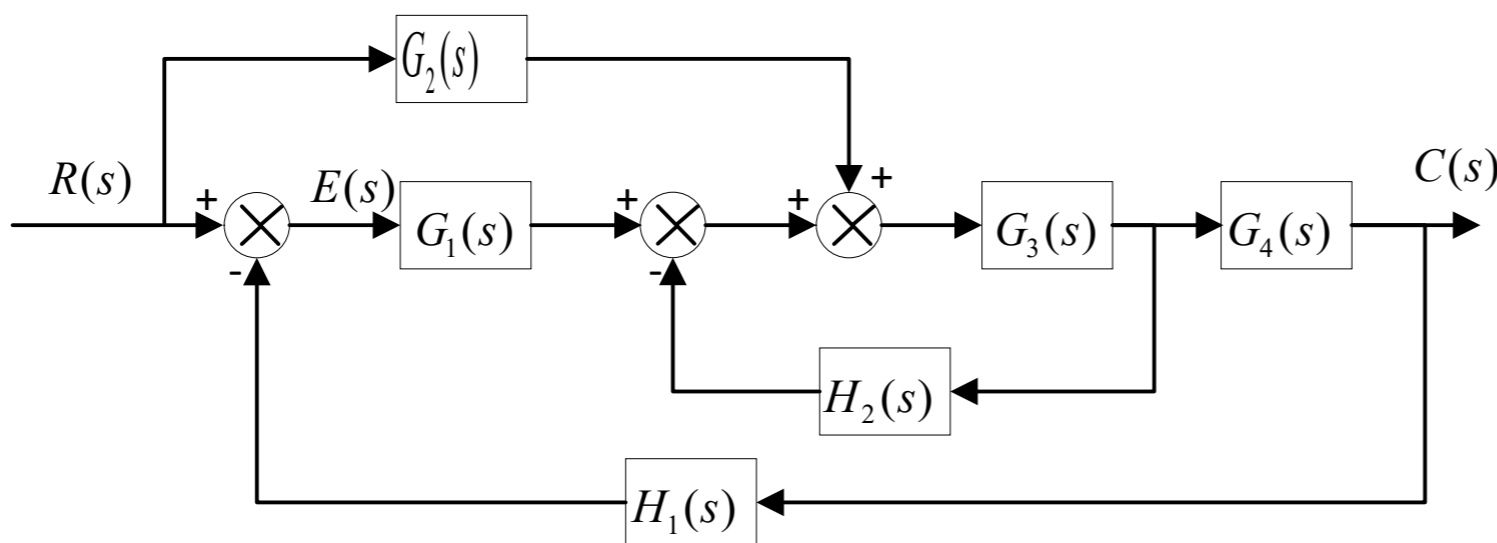 G₂(s)
R(s)
+
E(s)
G₁(s)
+
+
+
G₃(s)
G₄(s)
C(s)
-
-
H₂(s)
H₁(s)